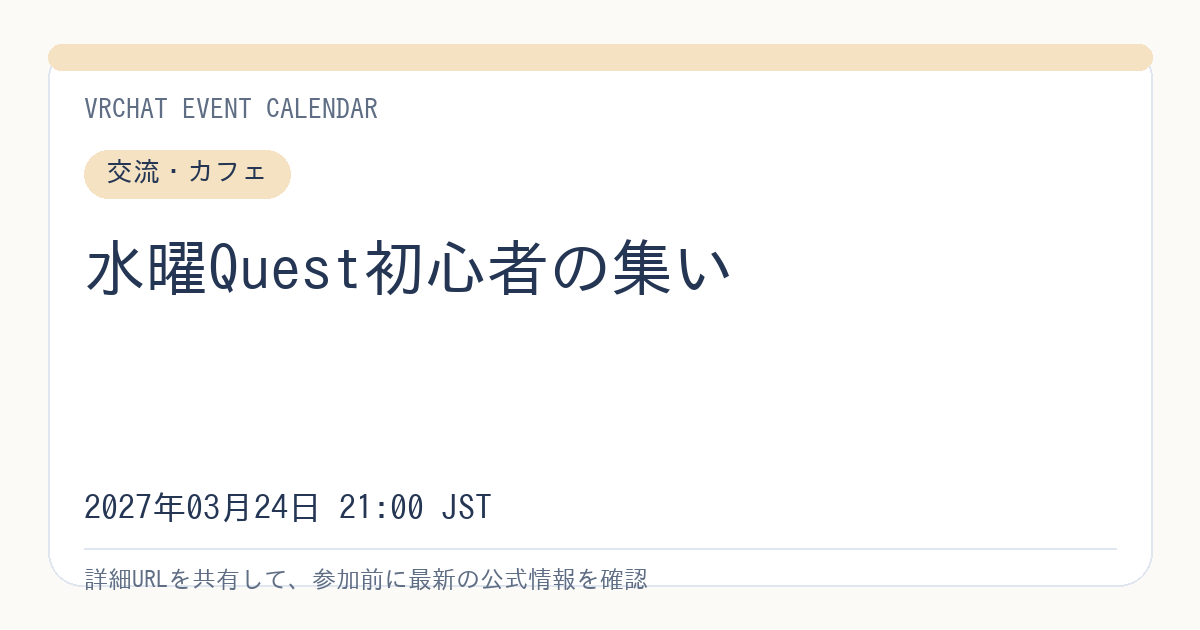 VRCHAT EVENT CALENDAR
交流・カフェ
水曜Quest初心者の集い
2027年03月24日 21:00 JST
詳細URLを共有して、参加前に最新の公式情報を確認